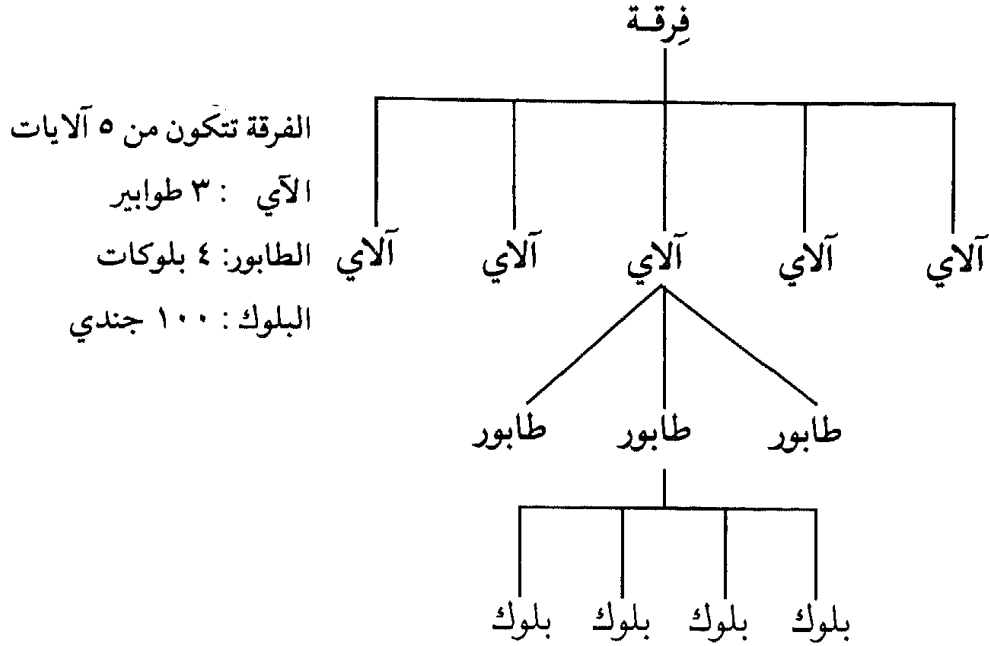 فِرقـة
آلاي آلاي آلاي آلاي آلاي
طابور طابور طابور
بلوك بلوك بلوك بلوك
الفرقة تتكون من ٥ آلايات
الآي : ٣ طوابير
الطابور: ٤ بلوكات
البلوك : ١٠٠ جندي